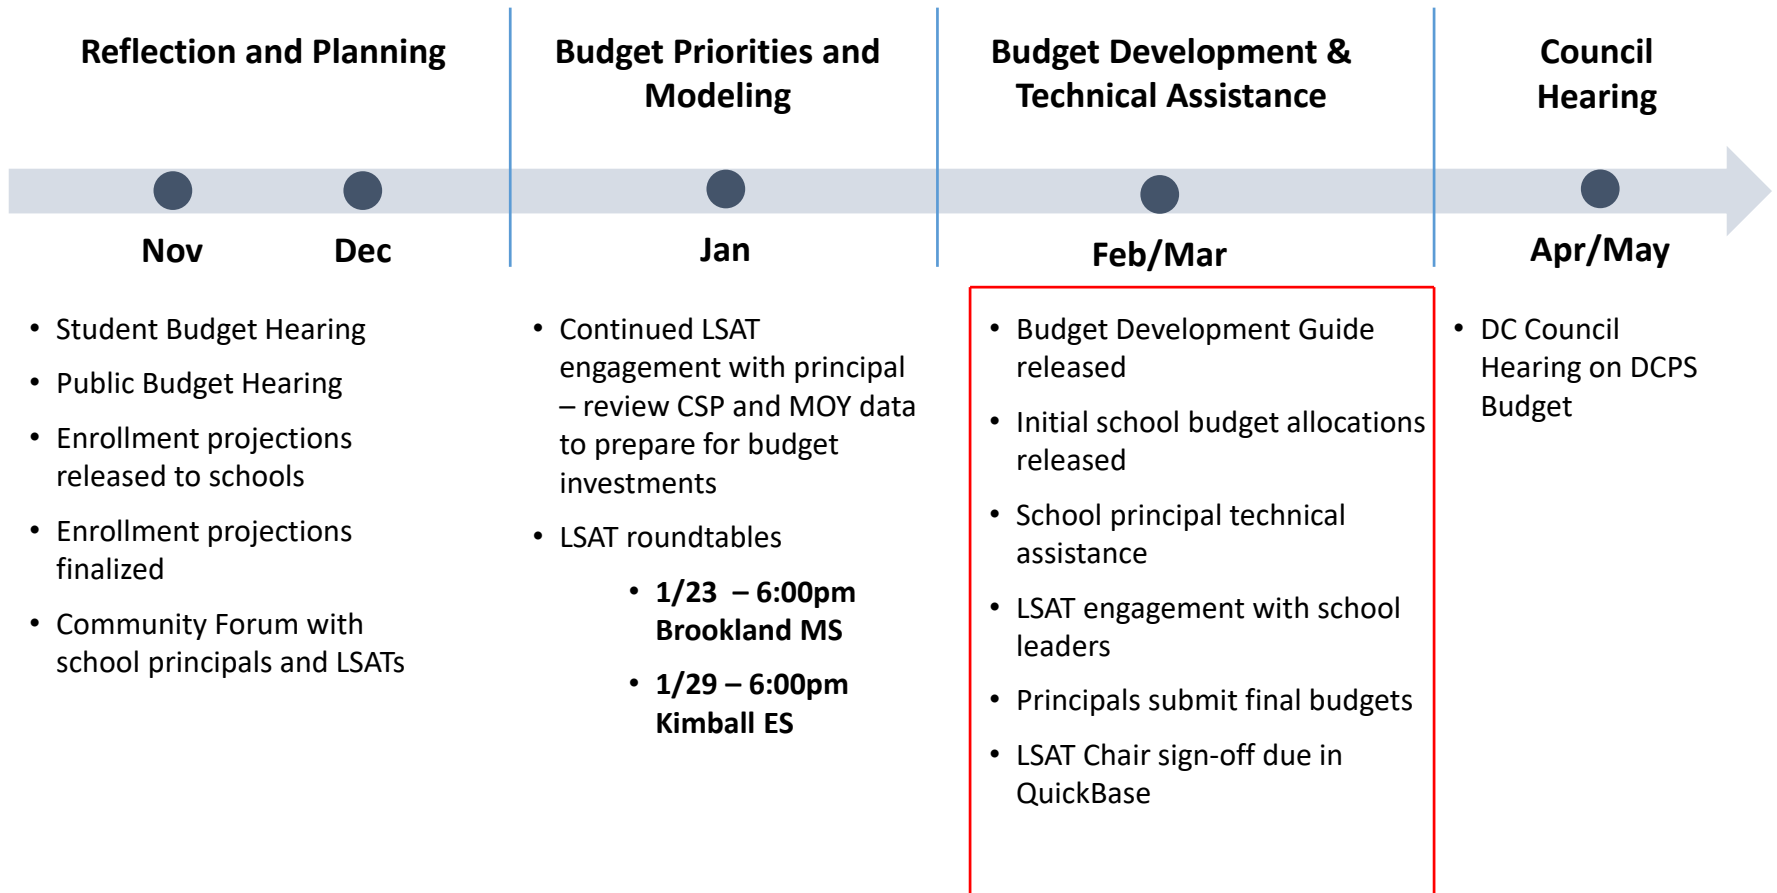 Reflection and Planning
Budget Priorities and
Modeling
Budget Development &
Technical Assistance
Council
Hearing
Nov
Dec
Jan
Feb/Mar
Apr/May
• Student Budget Hearing
• Public Budget Hearing
• Enrollment projections
released to schools
• Enrollment projections
finalized
• Community Forum with
school principals and LSATs
• Continued LSAT
engagement with principal
– review CSP and MOY data
to prepare for budget
investments
• LSAT roundtables
• 1/23 – 6:00pm
Brookland MS
• 1/29 – 6:00pm
Kimball ES
• Budget Development Guide
released
• Initial school budget allocations
released
• School principal technical
assistance
• LSAT engagement with school
leaders
• Principals submit final budgets
• LSAT Chair sign-off due in
QuickBase
• DC Council
Hearing on DCPS
Budget